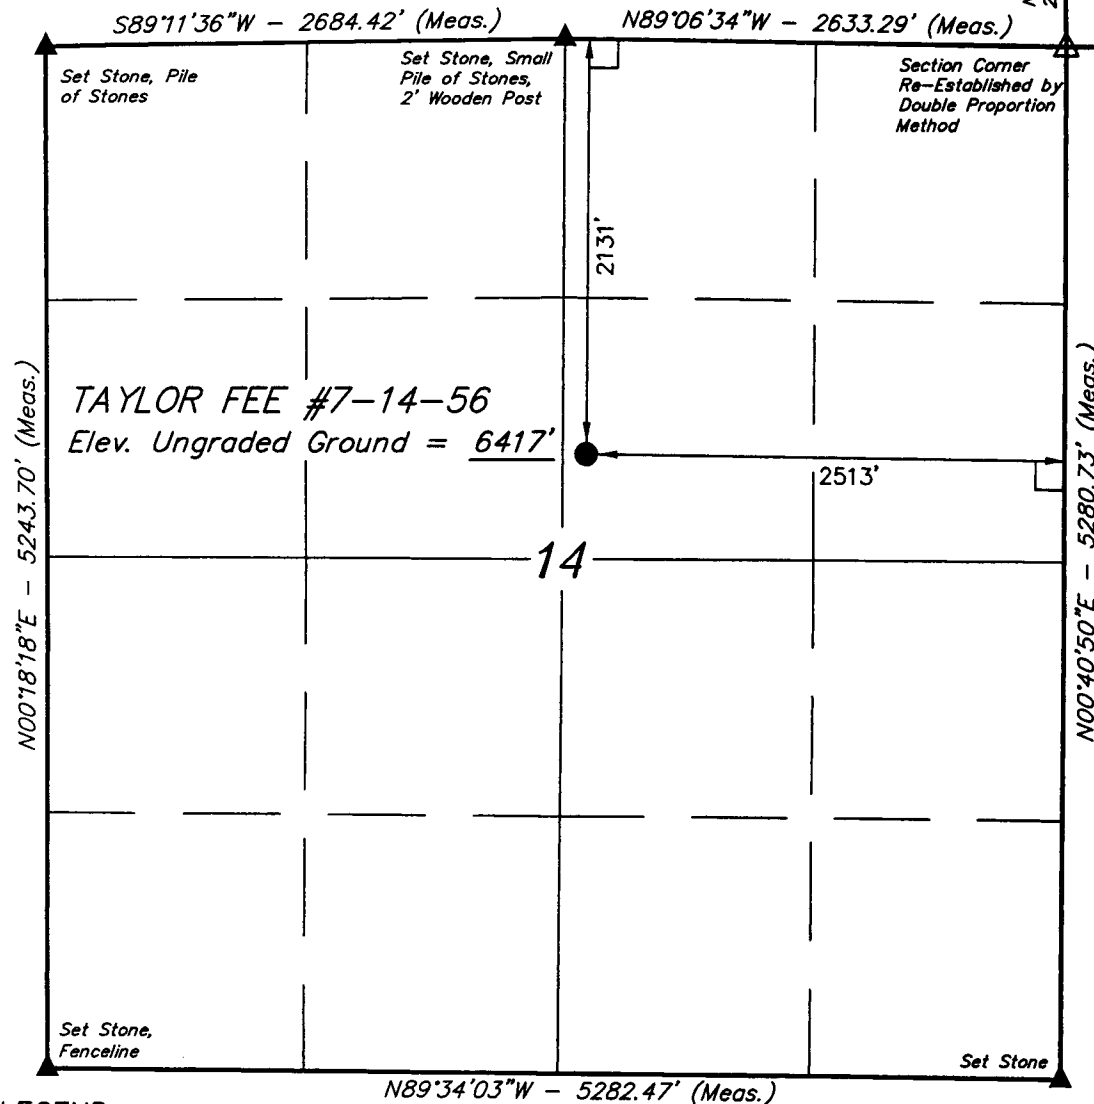 S89°11'36"W - 2684.42' (Meas.)
N89°06'34"W - 2633.29' (Meas.)
Set Stone, Pile
of Stones
Set Stone, Small
Pile of Stones,
2' Wooden Post
Section Corner
Re-Established by
Double Proportion
Method
2131'
TAYLOR FEE #7-14-56
Elev. Ungraded Ground = 6417'
2513'
N00°18'18"E - 5243.70' (Meas.)
N00°40'50"E - 5280.73' (Meas.)
14
Set Stone,
Fenceline
Set Stone
N89°34'03"W - 5282.47' (Meas.)